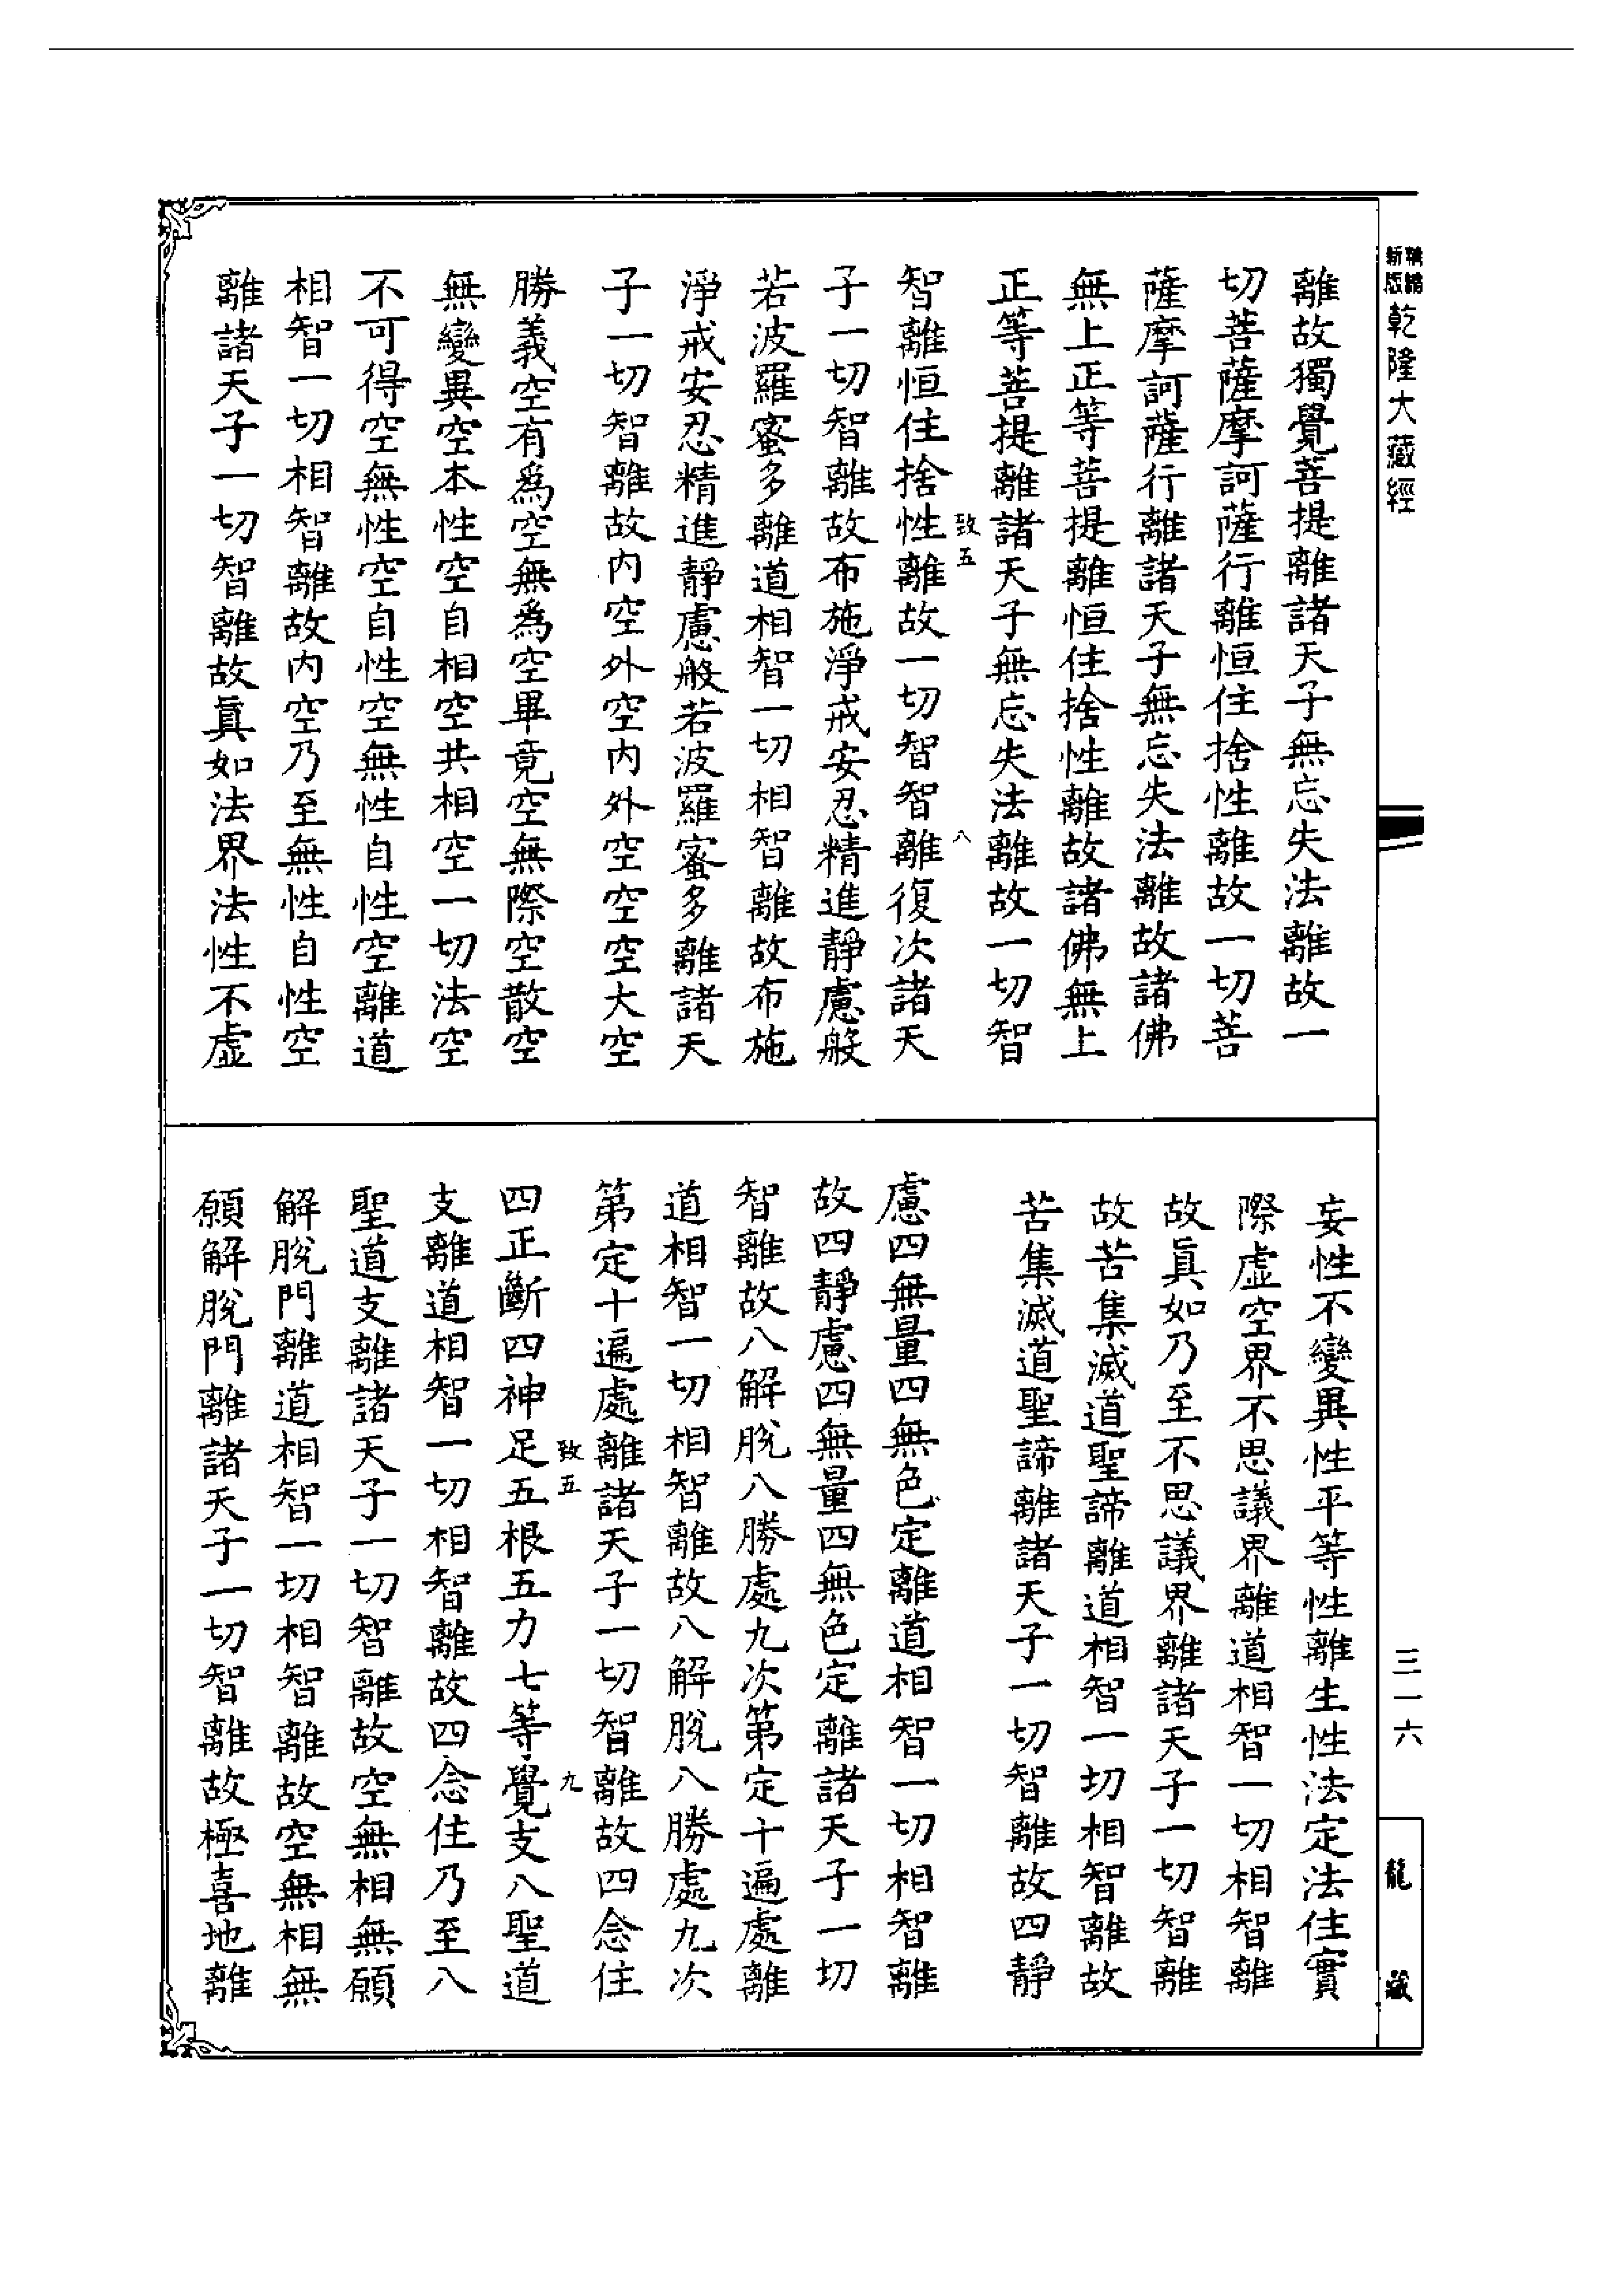 新版
精縮
乾隆大藏經
離故獨覺菩提離諸天子無忘失法離故一
切菩薩摩訶薩行離恒住捨性離故一切菩
薩摩訶薩行離諸天子無忘失法離故諸佛
無上正等菩提離恒住捨性離故諸佛無上
正等菩提離諸天子無忘失法離故一切智
致五
八
智離恒住捨性離故一切智智離復次諸天
子一切智離故布施淨戒安忍精進靜慮般
若波羅蜜多離道相智一切相智離故布施
淨戒安忍精進靜慮般若波羅蜜多離諸天
子一切智離故內空外空內外空空空大空
勝義空有為空無為空畢竟空無際空散空
無變異空本性空自相空共相空一切法空
不可得空無性空自性空無性自性空離道
相智一切相智離故內空乃至無性自性空
離諸天子一切智離故真如法界法性不虛
妄性不變異性平等性離生性法定法住實
際虛空界不思議界離道相智一切相智離
故真如乃至不思議界離諸天子一切智離
故苦集滅道聖諦離道相智一切相智離故
苦集滅道聖諦離諸天子一切智離故四靜
慮四無量四無色定離道相智一切相智離
故四靜慮四無量四無色定離諸天子一切
智離故八解脫八勝處九次第定十遍處離
道相智一切相智離故八解脫八勝處九次
第定十遍處離諸天子一切智離故四念住
致五
九
四正斷四神足五根五力七等覺支八聖道
支離道相智一切相智離故四念住乃至八
聖道支離諸天子一切智離故空無相無願
解脫門離道相智一切相智離故空無相無
願解脫門離諸天子一切智離故極喜地離
三一六
龍藏